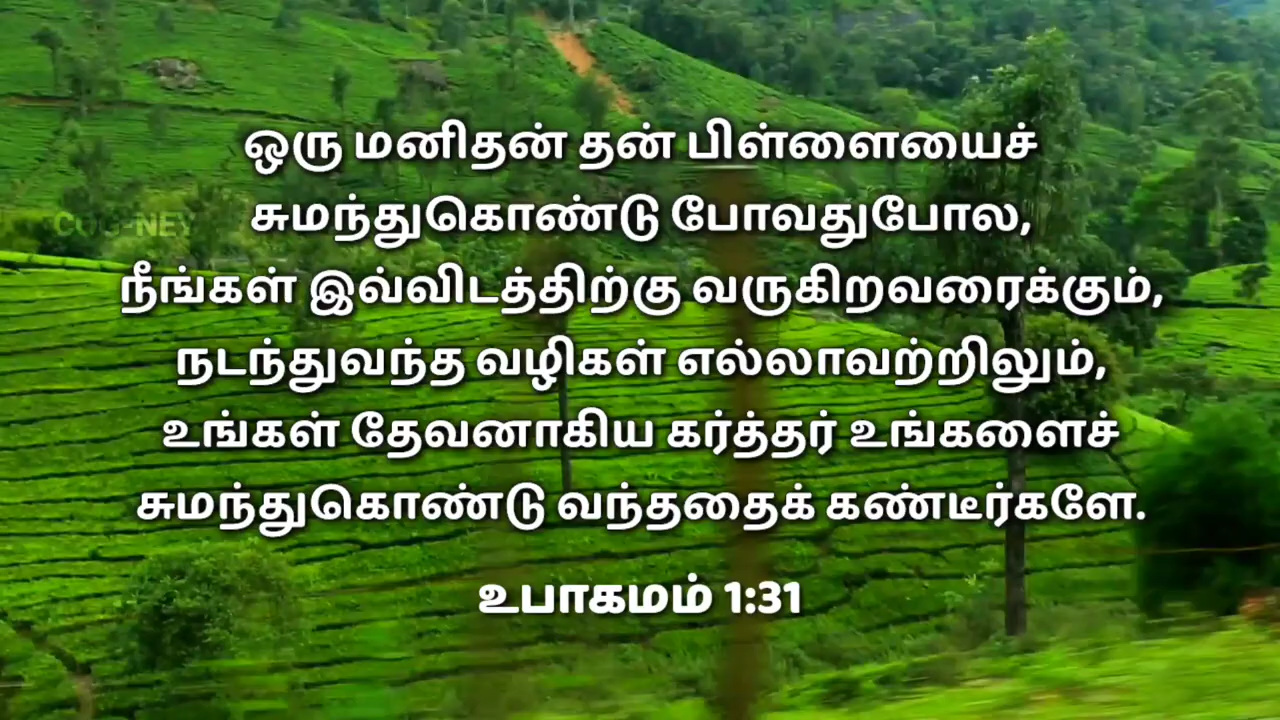 ஒரு மனிதன் தன் பிள்ளையைச்
சுமந்துகொண்டு போவதுபோல,
நீங்கள் இவ்விடத்திற்கு வருகிறவரைக்கும்,
நடந்துவந்த வழிகள் எல்லாவற்றிலும்,
உங்கள் தேவனாகிய கர்த்தர் உங்களைச்
சுமந்துகொண்டு வந்ததைக் கண்டீர்களே.
உபாகமம் 1:31